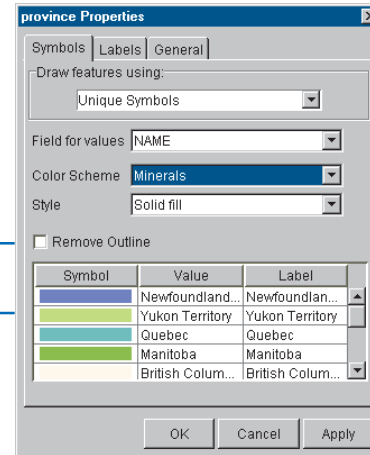 province Properties
Symbols Labels General
Draw features using:
Unique Symbols
Field for values NAME
Color Scheme Minerals
Style Solid fill
Remove Outline
Symbol Value Label
Newfoundland... Newfoundlan...
Yukon Territory Yukon Territory
Quebec Quebec
Manitoba Manitoba
British Colum... British Colum...
OK Cancel Apply